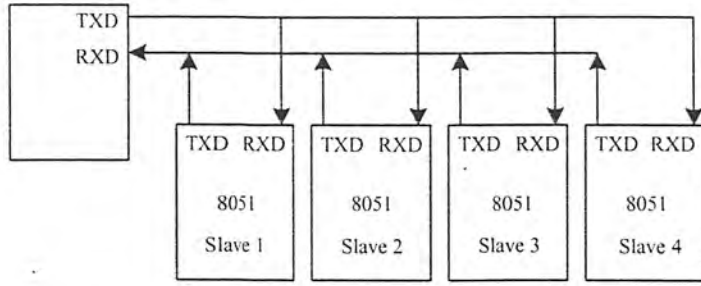 TXD
RXD
TXD RXD
8051
Slave 1
TXD RXD
8051
Slave 2
TXD RXD
8051
Slave 3
TXD RXD
8051
Slave 4